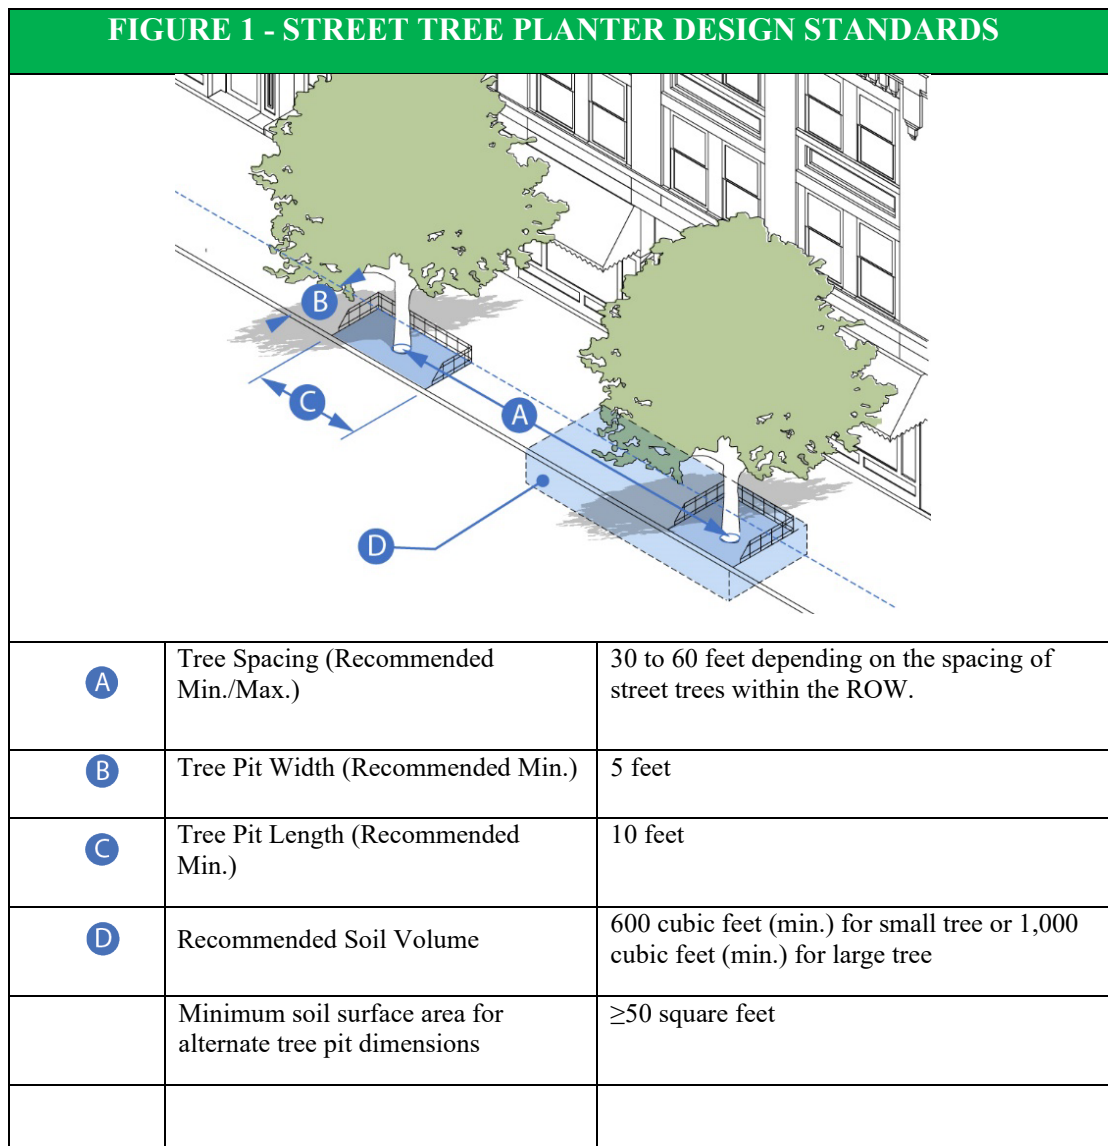 FIGURE 1 - STREET TREE PLANTER DESIGN STANDARDS
B
C
A
D
A
Tree Spacing (Recommended
Min./Max.)
30 to 60 feet depending on the spacing of
street trees within the ROW.
B
Tree Pit Width (Recommended Min.)
5 feet
C
Tree Pit Length (Recommended
Min.)
10 feet
D
Recommended Soil Volume
600 cubic feet (min.) for small tree or 1,000
cubic feet (min.) for large tree
Minimum soil surface area for
alternate tree pit dimensions
≥50 square feet